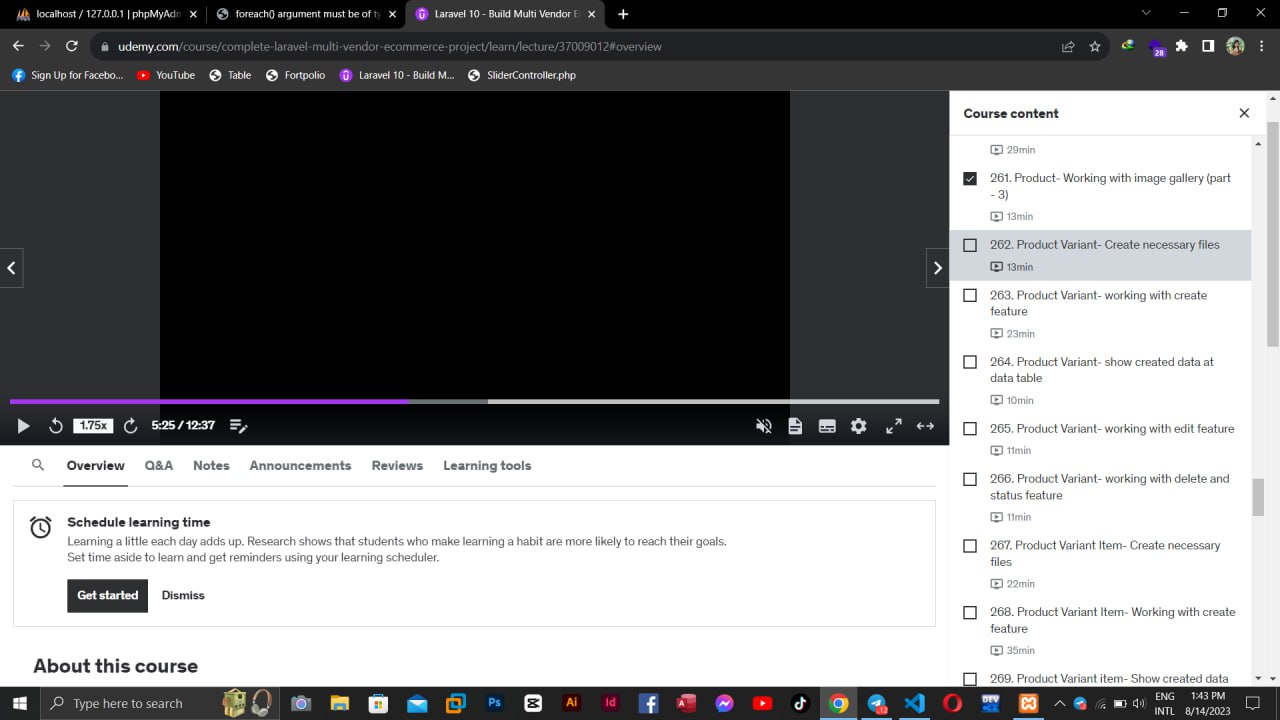 localhost / 127.0.0.1 | phpMyAdn
foreach() argument must be of ty
Laravel 10 - Build Multi Vendor E
udemy.com/course/complete-laravel-multi-vendor-ecommerce-project/learn/lecture/37009012#overview
28
Sign Up for Facebo...
YouTube
Table
Fortpolio
Laravel 10 - Build M...
SliderController.php
Course content
29min
261. Product- Working with image gallery (part
- 3)
13min
262. Product Variant- Create necessary files
13min
263. Product Variant- working with create
feature
23min
264. Product Variant- show created data at
data table
10min
265. Product Variant- working with edit feature
11min
266. Product Variant- working with delete and
status feature
11min
267. Product Variant Item- Create necessary
files
22min
268. Product Variant Item- Working with create
feature
35min
269. Product Variant item- Show created data
1.75x
5:25 / 12:37
Overview
Q&A
Notes
Announcements
Reviews
Learning tools
Schedule learning time
Learning a little each day adds up. Research shows that students who make learning a habit are more likely to reach their goals.
Set time aside to learn and get reminders using your learning scheduler.
Get started
Dismiss
About this course
Type here to search
Ps
Ai
Id
DEV
ENG
INTL
1:43 PM
8/14/2023